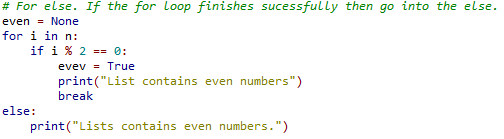 # For else. If the for loop finishes sucessfully then go into the else.
even = None
for i in n:
    if i % 2 == 0:
        evev = True
        print("List contains even numbers")
        break
else:
    print("Lists contains even numbers.")